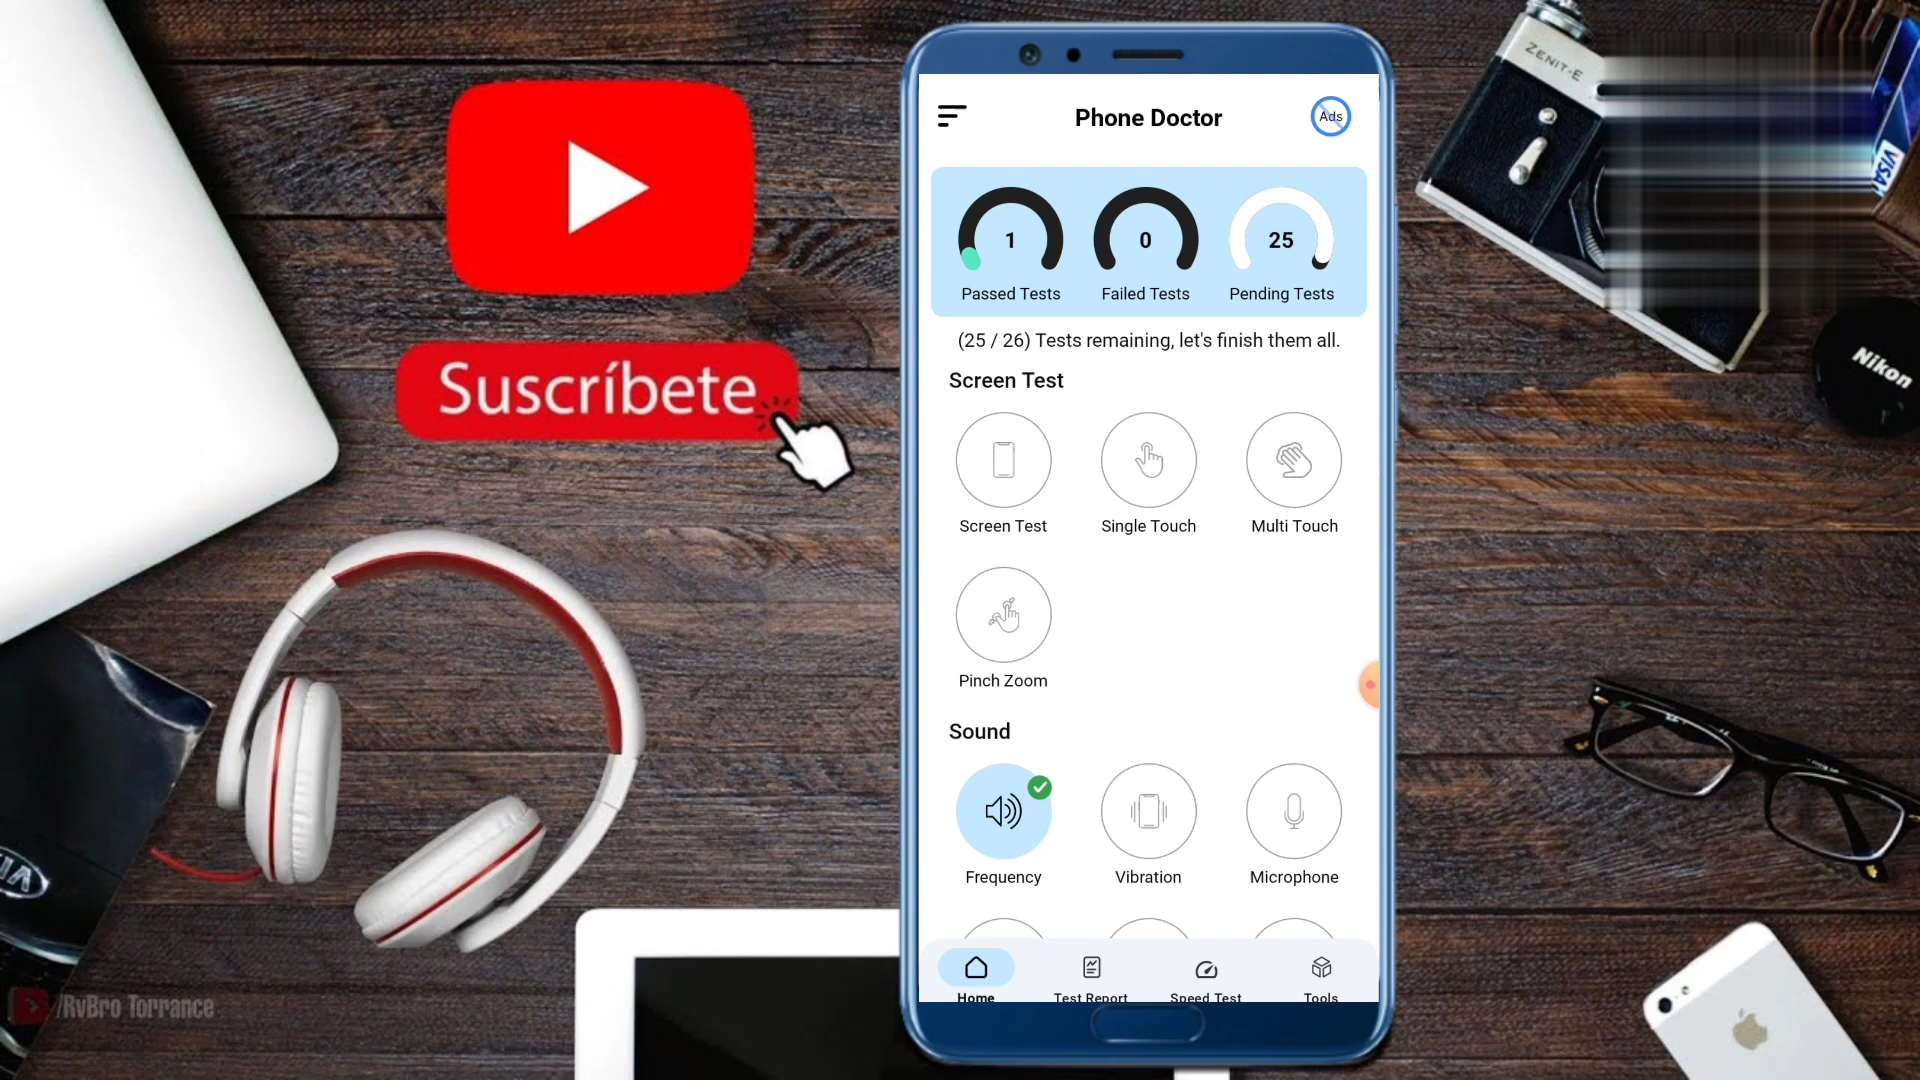 ZENIT-E
VISA
Nikon
Suscríbete
Phone Doctor
Ads
1
0
25
Passed Tests
Failed Tests
Pending Tests
(25 / 26) Tests remaining, let's finish them all.
Screen Test
Screen Test
Single Touch
Multi Touch
Pinch Zoom
Sound
Frequency
Vibration
Microphone
Home
Test Report
Speed Test
Tools
/RvBro Torrance